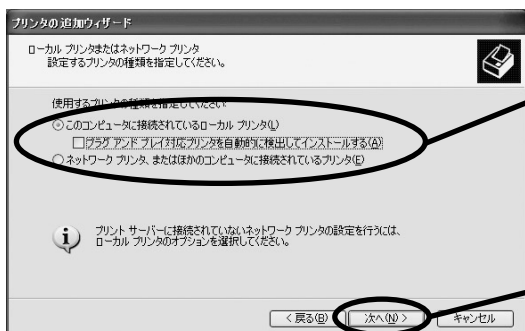 プリンタの追加ウィザード
ローカル プリンタまたはネットワーク プリンタ
設定するプリンタの種類を指定してください。
使用するプリンタの種類を指定してください:
このコンピュータに接続されているローカル プリンタ(L)
プラグ アンド プレイ対応プリンタを自動的に検出してインストールする(A)
ネットワーク プリンタ、またはほかのコンピュータに接続されているプリンタ(E)
プリント サーバーに接続されていないネットワーク プリンタの設定を行うには、
ローカル プリンタのオプションを選択してください。
< 戻る(B) 次へ(N) > キャンセル